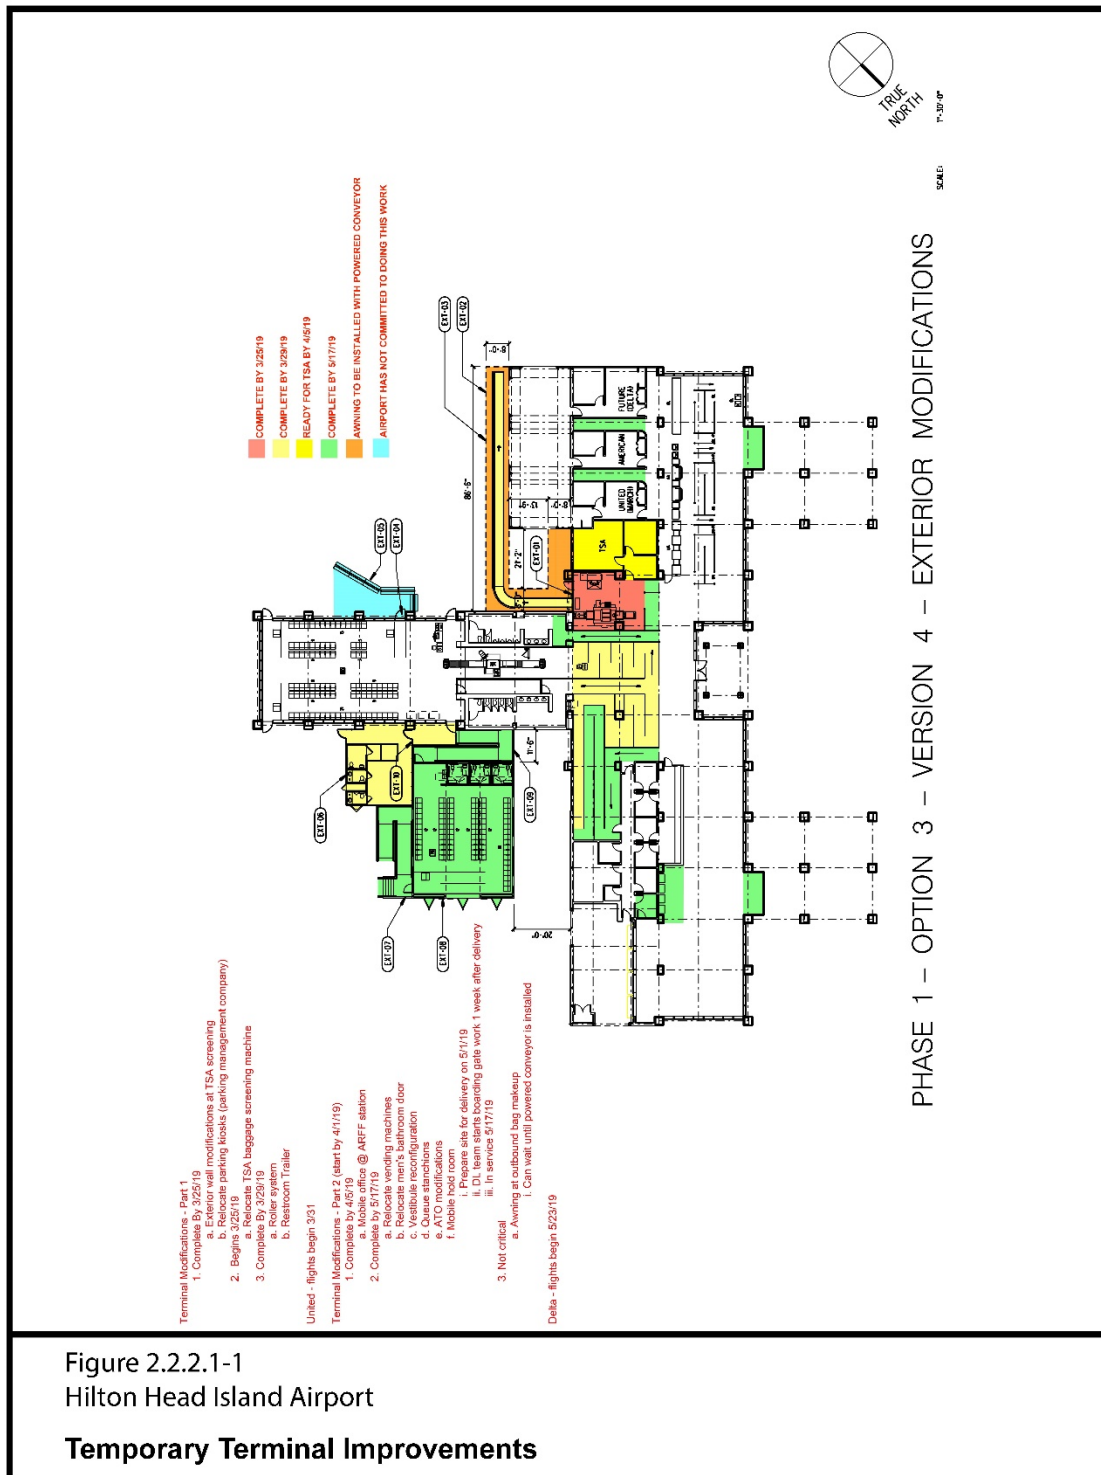 TRUE
NORTH
SCALE: 1"=30'-0"
COMPLETE BY 3/25/19
COMPLETE BY 3/29/19
READY FOR TSA BY 4/5/19
COMPLETE BY 5/17/19
AWNING TO BE INSTALLED WITH POWERED CONVEYOR
AIRPORT HAS NOT COMMITTED TO DOING THIS WORK
EXT-03
EXT-02
EXT-05
EXT-04
EXT-01
EXT-06
EXT-10
EXT-09
EXT-07
EXT-08
86'-6"
21'-2"
13'-9"
8'-0"
11'-6"
20'-0"
TSA
UNITED
(MARCH)
AMERICAN
FUTURE
(DELTA)
PHASE 1 – OPTION 3 – VERSION 4 – EXTERIOR MODIFICATIONS
Terminal Modifications - Part 1
1. Complete By 3/25/19
a. Exterior wall modifications at TSA screening
b. Relocate parking kiosks (parking management company)
2. Begins 3/25/19
a. Relocate TSA baggage screening machine
3. Complete By 3/29/19
a. Roller system
b. Restroom Trailer
United - flights begin 3/31
Terminal Modifications - Part 2 (start by 4/1/19)
1. Complete by 4/5/19
a. Mobile office @ ARFF station
2. Complete by 5/17/19
a. Relocate vending machines
b. Relocate men's bathroom door
c. Vestibule reconfiguration
d. Queue stanchions
e. ATO modifications
f. Mobile hold room
i. Prepare site for delivery on 5/1/19
ii. DL team starts boarding gate work 1 week after delivery
iii. In service 5/17/19
3. Not critical
a. Awning at outbound bag makeup
i. Can wait until powered conveyor is installed
Delta - flights begin 5/23/19
Figure 2.2.2.1-1
Hilton Head Island Airport
Temporary Terminal Improvements